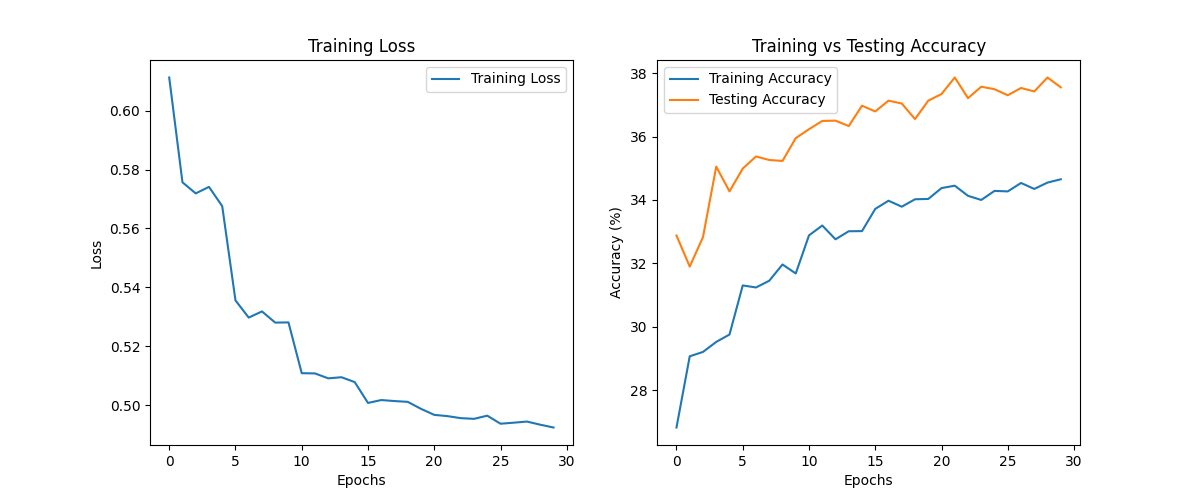 Training Loss
Training Loss
0.60
0.58
0.56
0.54
0.52
0.50
Loss
0
5
10
15
20
25
30
Epochs
Training vs Testing Accuracy
Training Accuracy
Testing Accuracy
38
36
34
32
30
28
Accuracy (%)
0
5
10
15
20
25
30
Epochs